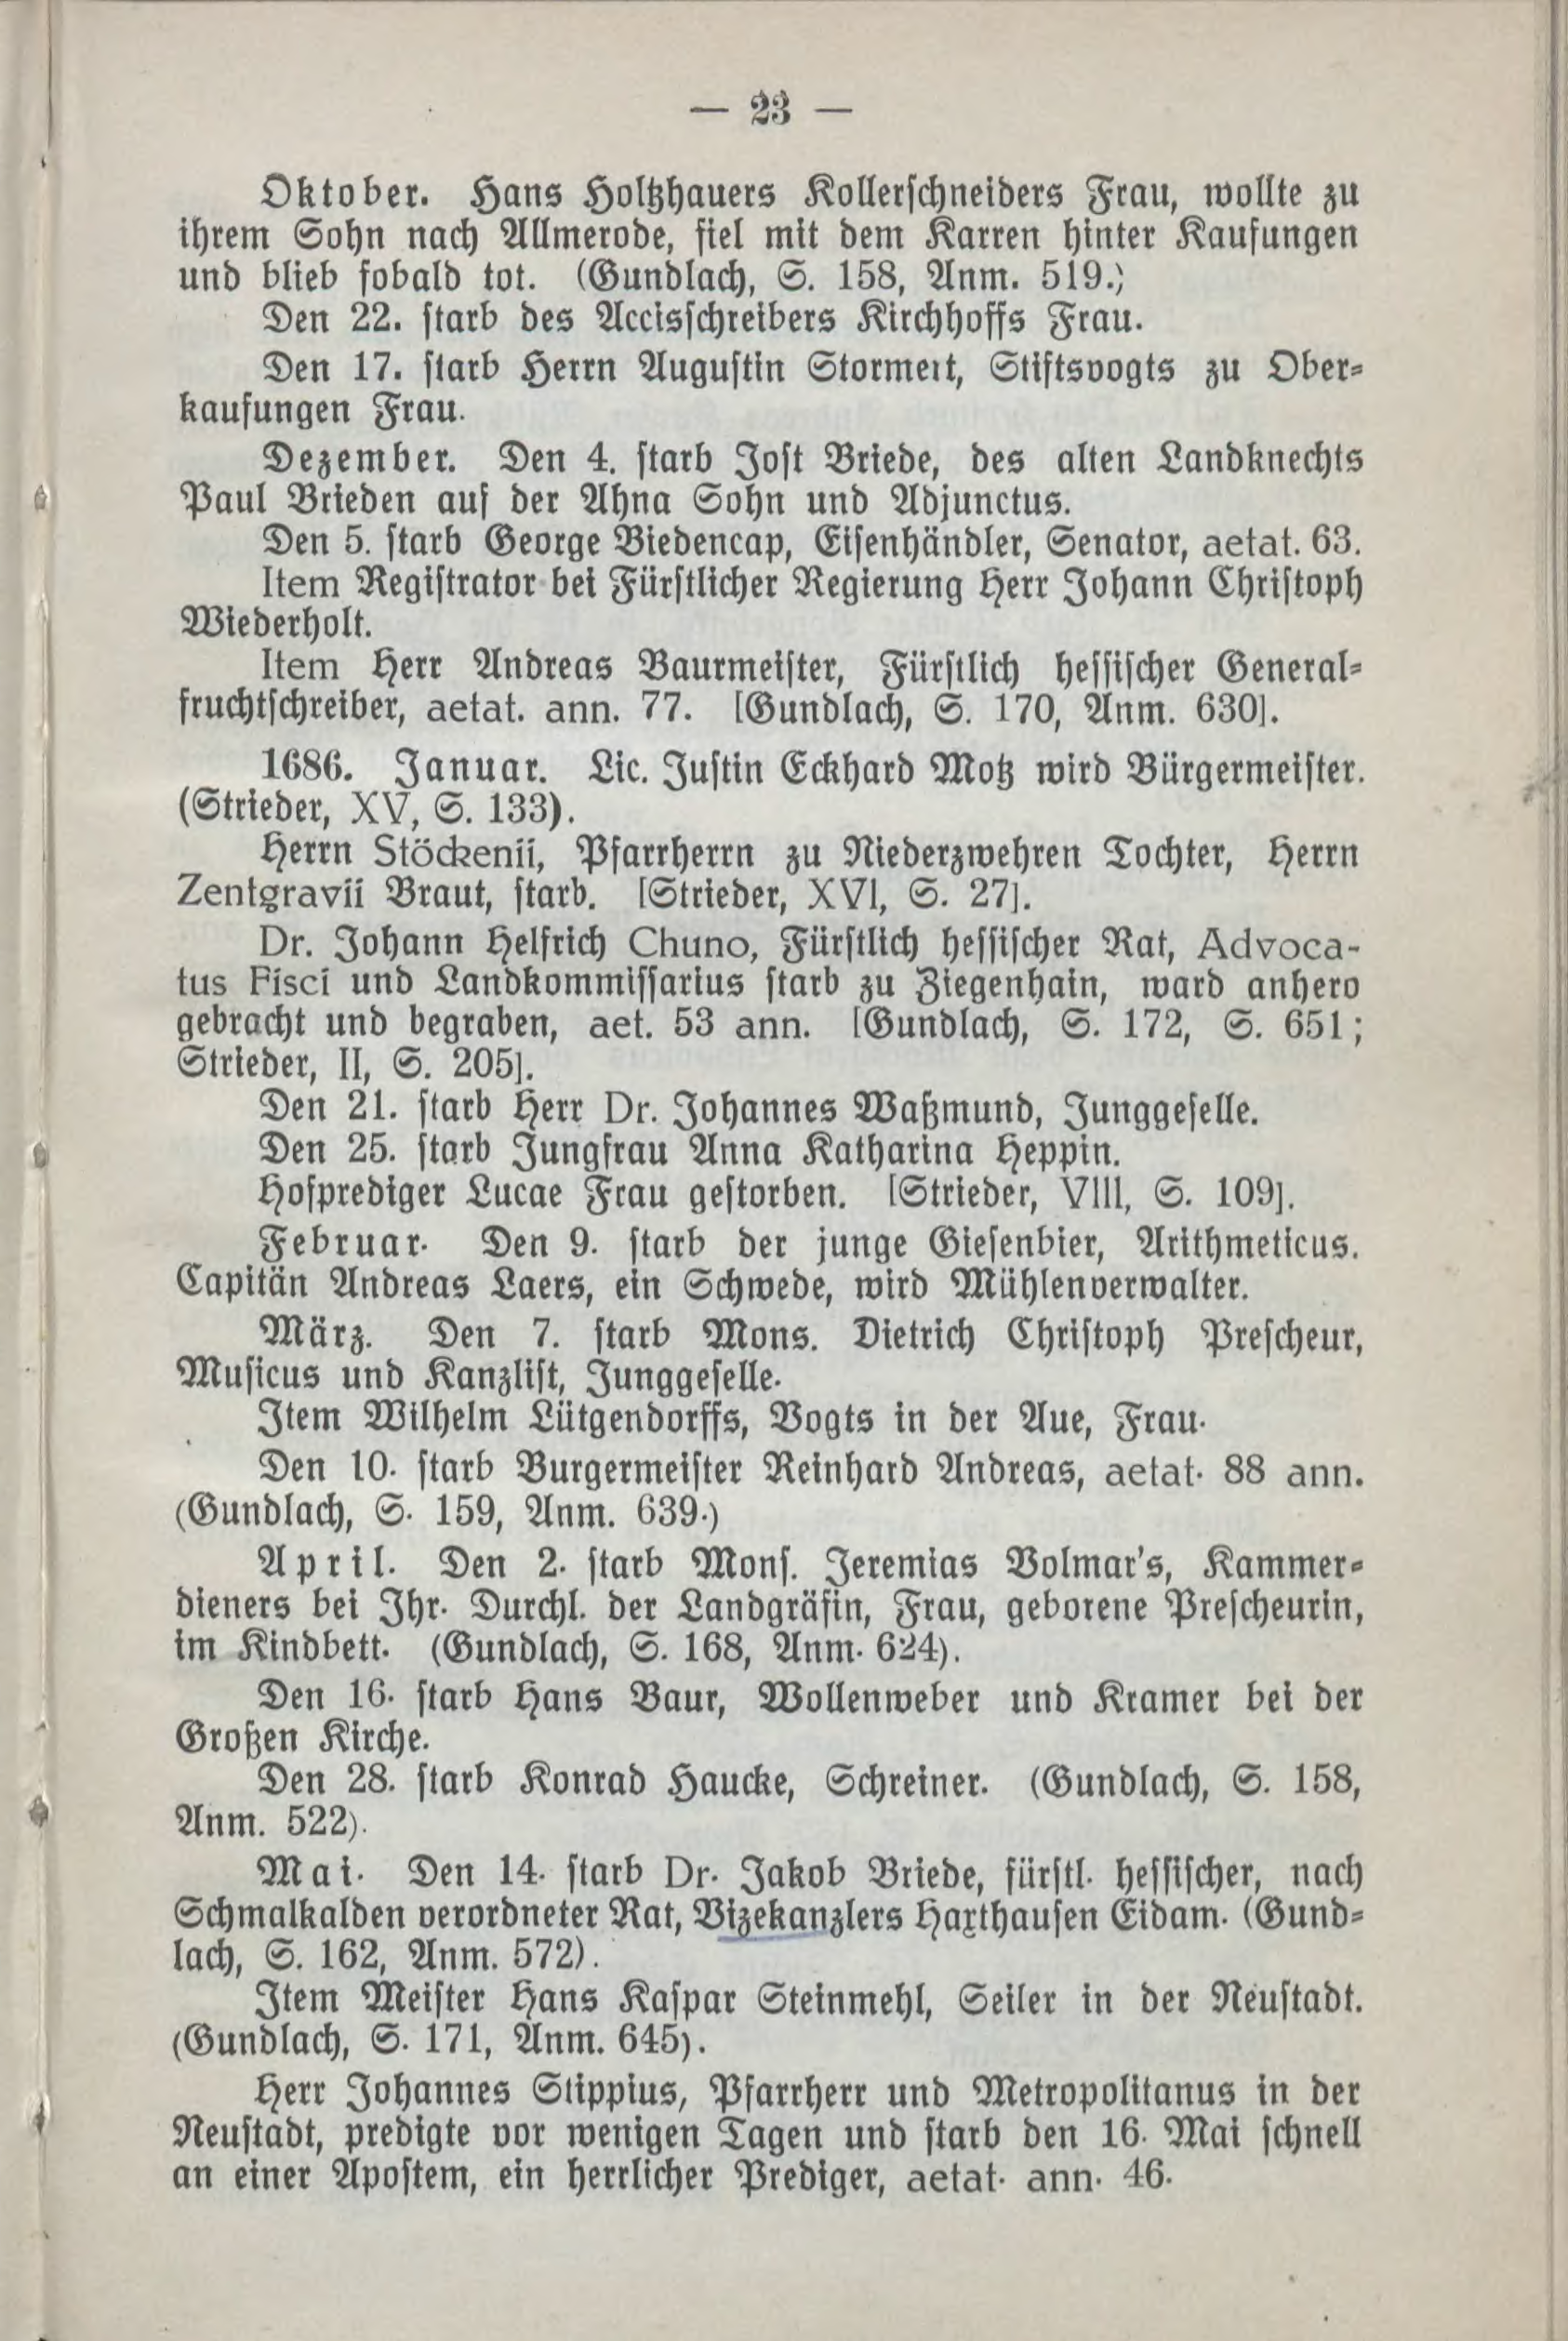 — 23 —
Oktober. Hans Holtzhauers Kollerschneiders Frau, wollte zu
ihrem Sohn nach Allmerode, fiel mit dem Karren hinter Kaufungen
und blieb sobald tot. (Gundlach, S. 158, Anm. 519.)
Den 22. starb des Accisschreibers Kirchhoffs Frau.
Den 17. starb Herrn Augustin Stormert, Stiftsvogts zu Ober-
kaufungen Frau.
Dezember. Den 4. starb Jost Briede, des alten Landknechts
Paul Brieden auf der Ahna Sohn und Adjunctus.
Den 5. starb George Biedencap, Eisenhändler, Senator, aetat. 63.
Item Registrator bei Fürstlicher Regierung Herr Johann Christoph
Wiederholt.
Item Herr Andreas Baurmeister, Fürstlich hessischer General-
fruchtschreiber, aetat. ann. 77. [Gundlach, S. 170, Anm. 630].
1686. Januar. Lic. Justin Eckhard Motz wird Bürgermeister.
(Strieder, XV, S. 133).
Herrn Stöckenii, Pfarrherrn zu Niederzwehren Tochter, Herrn
Zentgravii Braut, starb. [Strieder, XVI, S. 27].
Dr. Johann Helfrich Chuno, Fürstlich hessischer Rat, Advoca-
tus Fisci und Landkommissarius starb zu Ziegenhain, ward anhero
gebracht und begraben, aet. 53 ann. [Gundlach, S. 172, S. 651;
Strieder, II, S. 205].
Den 21. starb Herr Dr. Johannes Waßmund, Junggeselle.
Den 25. starb Jungfrau Anna Katharina Heppin.
Hofprediger Lucae Frau gestorben. [Strieder, VIII, S. 109].
Februar. Den 9. starb der junge Giesenbier, Arithmeticus.
Capitän Andreas Laers, ein Schwede, wird Mühlenverwalter.
März. Den 7. starb Mons. Dietrich Christoph Prescheur,
Musicus und Kanzlist, Junggeselle.
Item Wilhelm Lütgendorffs, Vogts in der Aue, Frau.
Den 10. starb Burgermeister Reinhard Andreas, aetat. 88 ann.
(Gundlach, S. 159, Anm. 639.)
April. Den 2. starb Mons. Jeremias Volmar's, Kammer-
dieners bei Ihr. Durchl. der Landgräfin, Frau, geborene Prescheurin,
im Kindbett. (Gundlach, S. 168, Anm. 624).
Den 16. starb Hans Baur, Wollenweber und Kramer bei der
Großen Kirche.
Den 28. starb Konrad Haucke, Schreiner. (Gundlach, S. 158,
Anm. 522).
Mai. Den 14. starb Dr. Jakob Briede, fürstl. hessischer, nach
Schmalkalden verordneter Rat, Vizekanzlers Harthausen Eidam. (Gund-
lach, S. 162, Anm. 572).
Item Meister Hans Kaspar Steinmehl, Seiler in der Neustadt.
(Gundlach, S. 171, Anm. 645).
Herr Johannes Stippius, Pfarrherr und Metropolitanus in der
Neustadt, predigte vor wenigen Tagen und starb den 16. Mai schnell
an einer Apostem, ein herrlicher Prediger, aetat. ann. 46.